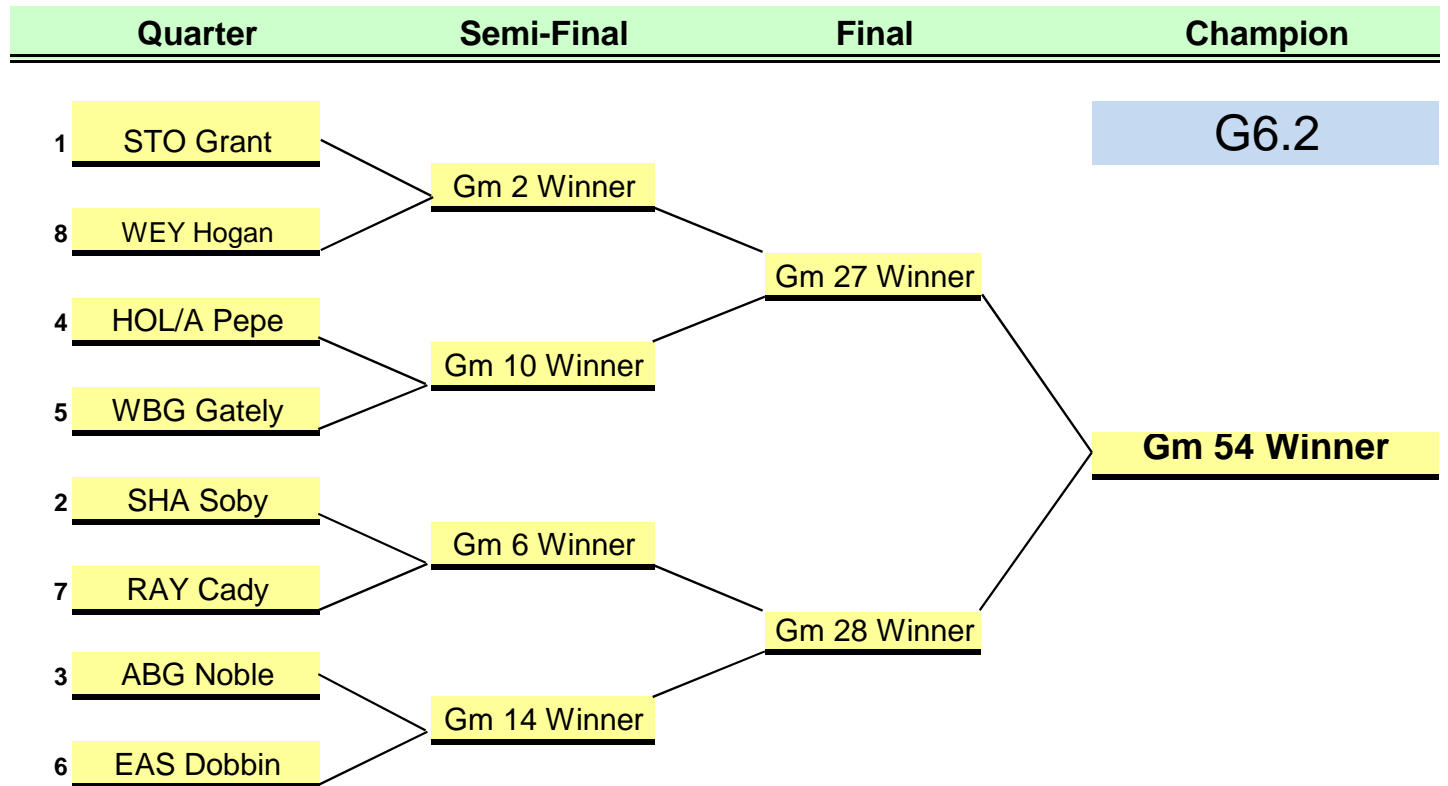 Quarter Semi-Final Final Champion
G6.2
1 STO Grant
Gm 2 Winner
8 WEY Hogan
Gm 27 Winner
4 HOL/A Pepe
Gm 10 Winner
5 WBG Gately
Gm 54 Winner
2 SHA Soby
Gm 6 Winner
7 RAY Cady
Gm 28 Winner
3 ABG Noble
Gm 14 Winner
6 EAS Dobbin